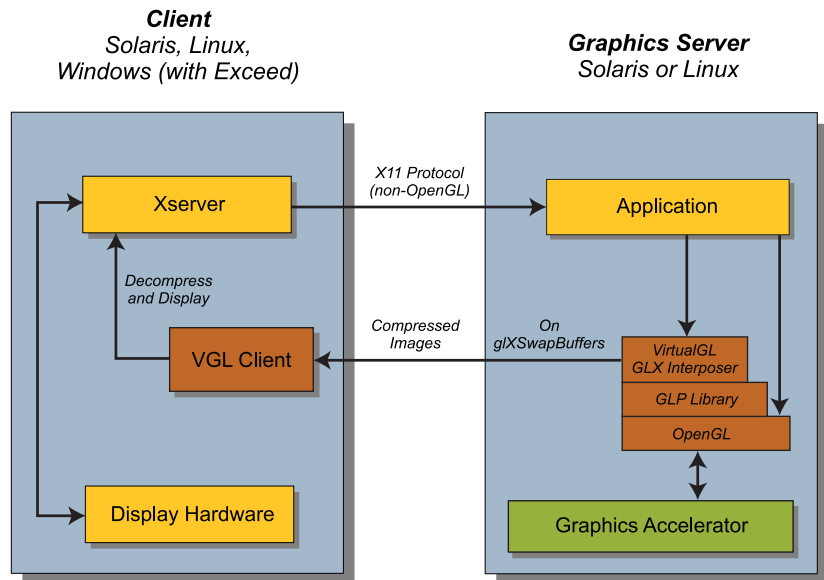 Client
Solaris, Linux,
Windows (with Exceed)
Graphics Server
Solaris or Linux
Xserver
X11 Protocol
(non-OpenGL)
Application
Decompress
and Display
VGL Client
Compressed
Images
On
glXSwapBuffers
VirtualGL
GLX Interposer
GLP Library
OpenGL
Display Hardware
Graphics Accelerator